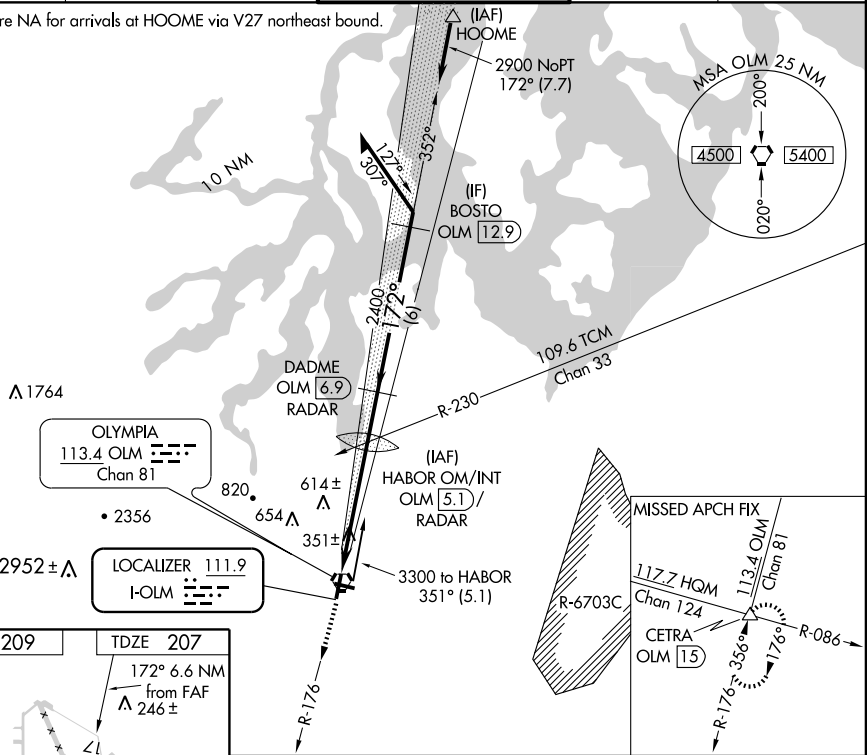 re NA for arrivals at HOOME via V27 northeast bound.
(IAF)
HOOME
2900 NoPT
172° (7.7)
MSA OLM 25 NM
200°
4500
5400
020°
352°
127°
307°
10 NM
(IF)
BOSTO
OLM 12.9
2400
172°
(6)
109.6 TCM
Chan 33
R-230
DADME
OLM 6.9
RADAR
1764
OLYMPIA
113.4 OLM
Chan 81
(IAF)
HABOR OM/INT
OLM 5.1 /
RADAR
614±
820
654
2356
351±
2952±
LOCALIZER 111.9
I-OLM
3300 to HABOR
351° (5.1)
R-6703C
MISSED APCH FIX
113.4 OLM
Chan 81
117.7 HQM
Chan 124
CETRA
OLM 15
R-086
356°
176°
R-176
R-176
209
TDZE 207
172° 6.6 NM
from FAF
246±
17